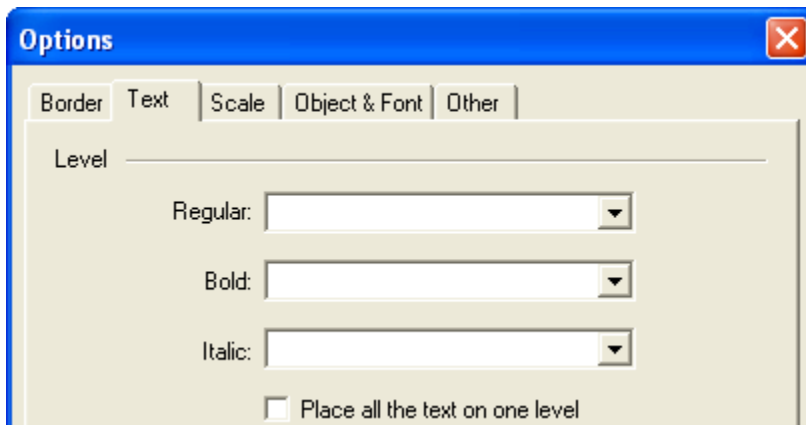 Options
Border Text Scale Object & Font Other
Level
Regular:
Bold:
Italic:
Place all the text on one level